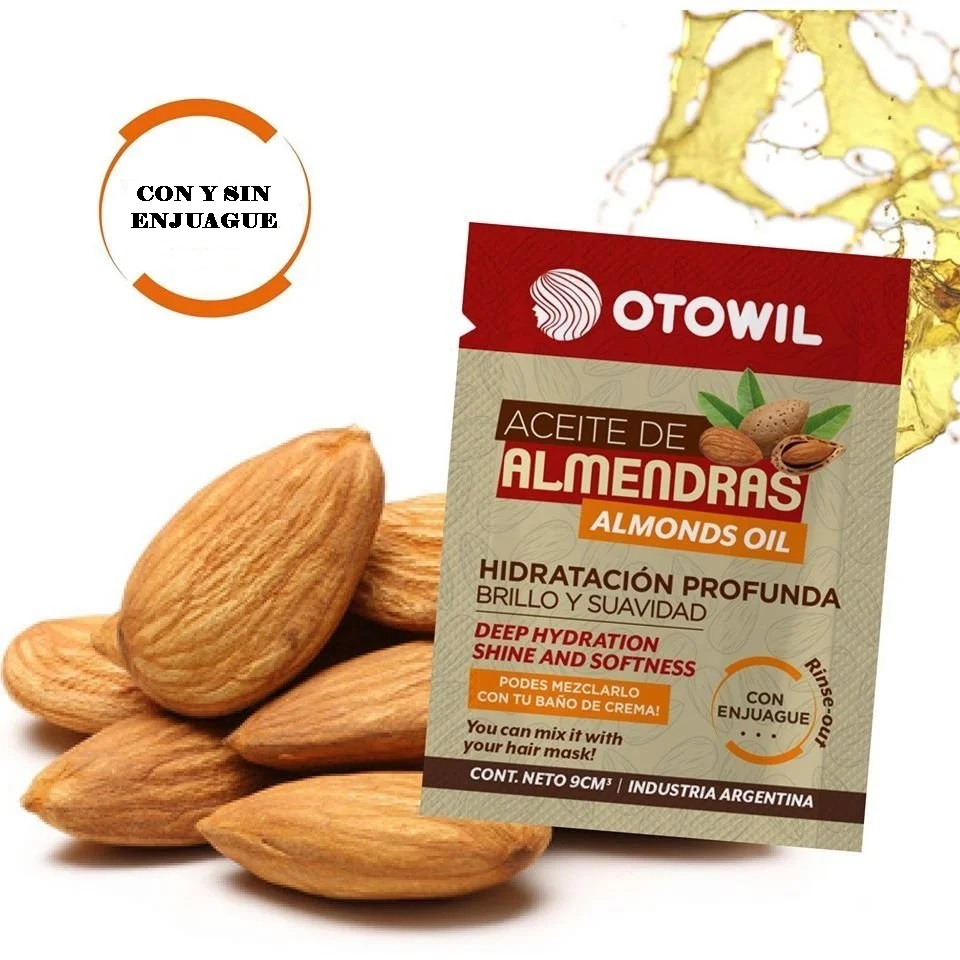 CON Y SIN
ENJUAGUE
OTOWIL
ACEITE DE
ALMENDRAS
ALMONDS OIL
HIDRATACIÓN PROFUNDA
BRILLO Y SUAVIDAD
DEEP HYDRATION
SHINE AND SOFTNESS
PODES MEZCLARLO
CON TU BAÑO DE CREMA!
You can mix it with
your hair mask!
CON
ENJUAGUE
Rinse-out
CONT. NETO 9CM³ | INDUSTRIA ARGENTINA